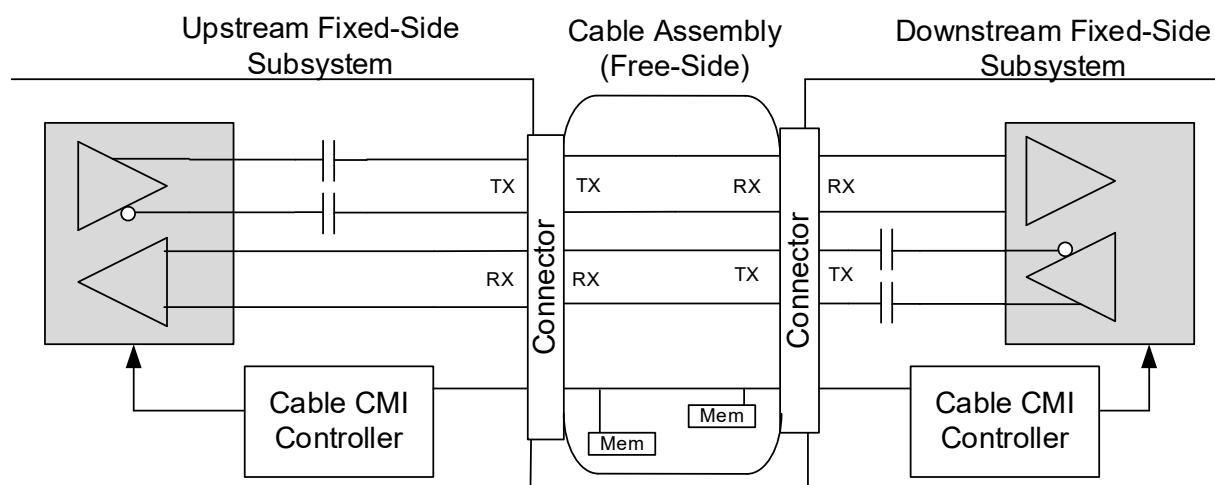 Upstream Fixed-Side
Subsystem
Cable Assembly
(Free-Side)
Downstream Fixed-Side
Subsystem
TX
TX
RX
RX
RX
RX
TX
TX
Connector
Connector
Cable CMI
Controller
Mem
Mem
Cable CMI
Controller